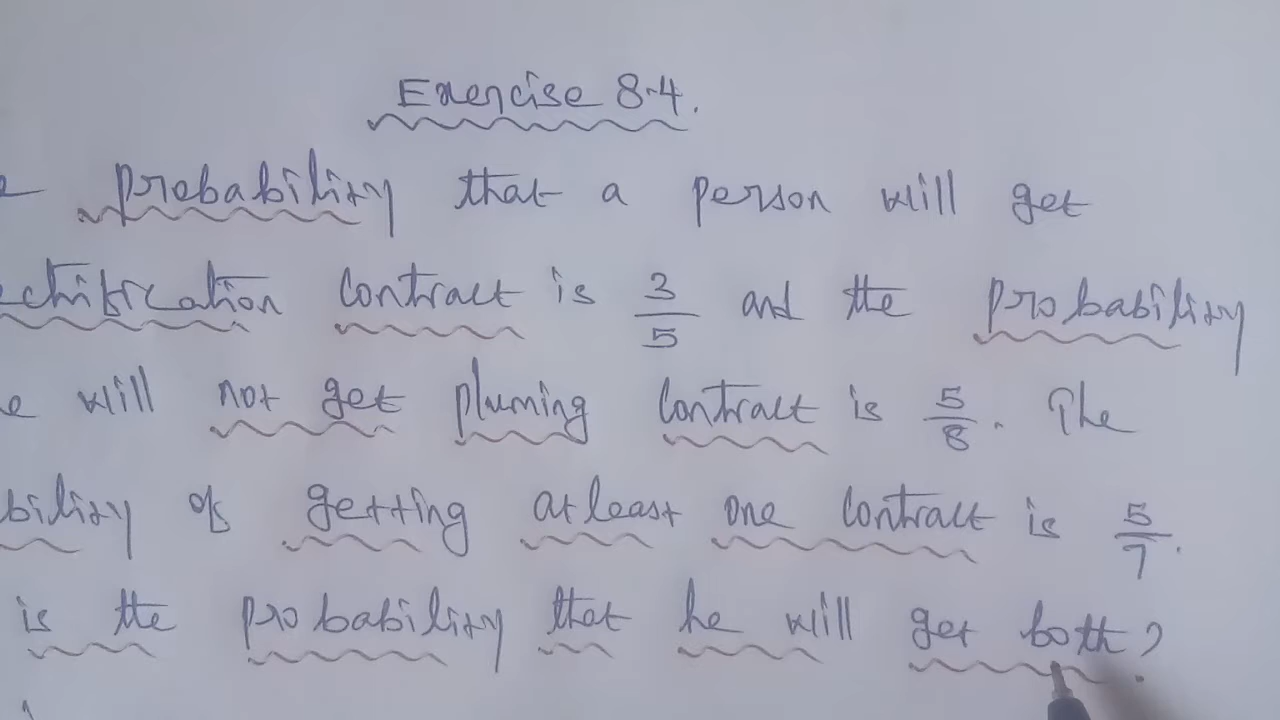 Exercise 8.4.
e probability that a person will get
ectrification contract is 3/5 and the probability
e will not get pluming contract is 5/8. The
bility of getting atleast one contract is 5/7.
is the probability that he will get both?